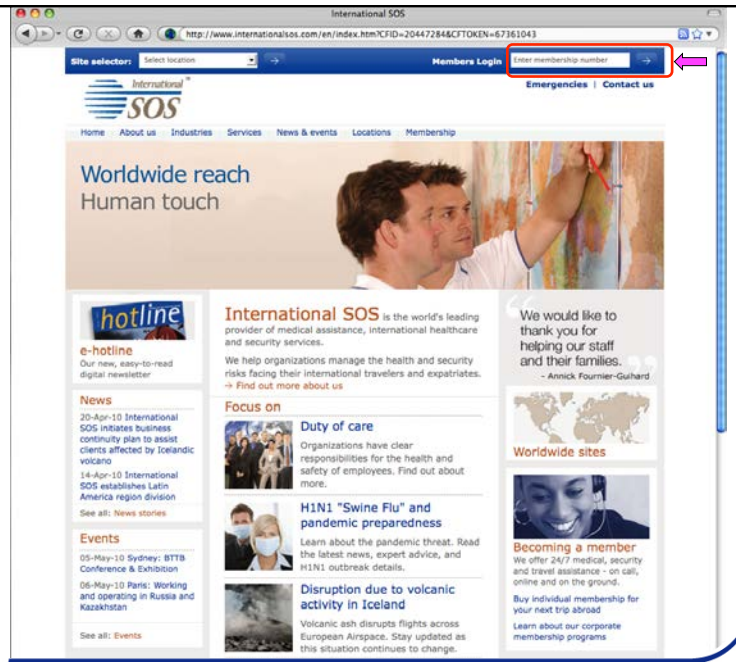 International SOS
http://www.internationalsos.com/en/index.htm?CFID=20447284&CFTOKEN=67361043
Site selector: Select location Members Login Enter membership number
International
SOS
Emergencies | Contact us
Home About us Industries Services News & events Locations Membership
Worldwide reach
Human touch
hotline
e-hotline
Our new, easy-to-read
digital newsletter
News
20-Apr-10 International
SOS initiates business
continuity plan to assist
clients affected by Icelandic
volcano
14-Apr-10 International
SOS establishes Latin
America region division
See all: News stories
Events
05-May-10 Sydney: BTTB
Conference & Exhibition
06-May-10 Paris: Working
and operating in Russia and
Kazakhstan
See all: Events
International SOS is the world's leading
provider of medical assistance, international healthcare
and security services.
We help organizations manage the health and security
risks facing their international travelers and expatriates.
→ Find out more about us
Focus on
Duty of care
Organizations have clear
responsibilities for the health and
safety of employees. Find out about
more.
H1N1 "Swine Flu" and
pandemic preparedness
Learn about the pandemic threat. Read
the latest news, expert advice, and
H1N1 outbreak details.
Disruption due to volcanic
activity in Iceland
Volcanic ash disrupts flights across
European Airspace. Stay updated as
this situation continues to change.
We would like to
thank you for
helping our staff
and their families.
- Annick Fournier-Guihard
Worldwide sites
Becoming a member
We offer 24/7 medical, security
and travel assistance - on call,
online and on the ground.
Buy individual membership for
your next trip abroad
Learn about our corporate
membership programs